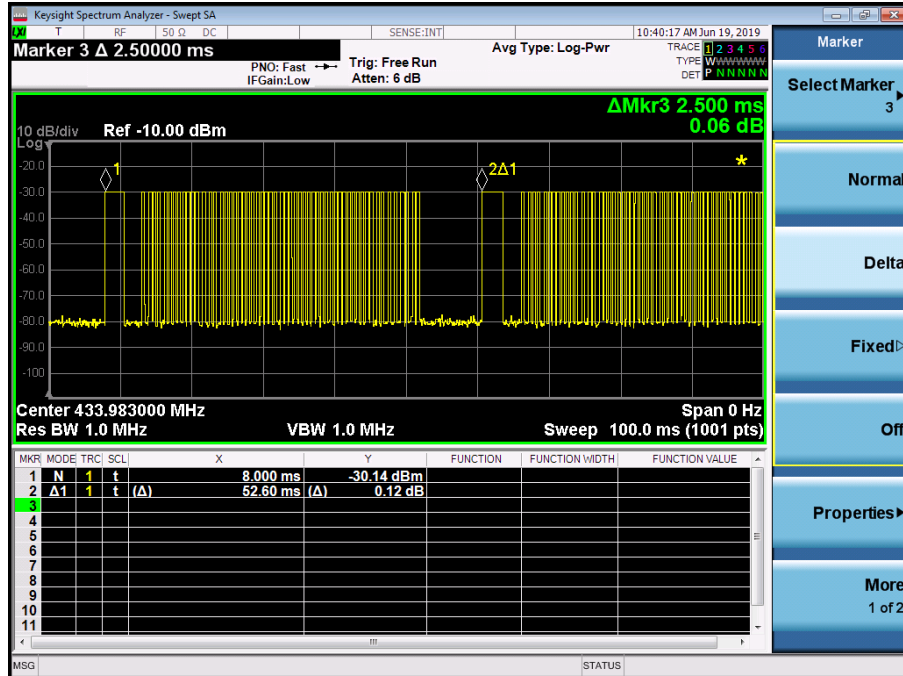 Keysight Spectrum Analyzer - Swept SA
LXI T RF 50 Ω DC SENSE:INT 10:40:17 AM Jun 19, 2019
Marker 3 Δ 2.50000 ms
Avg Type: Log-Pwr
TRACE 1 2 3 4 5 6
TYPE WWWWWW
DET P N N N N N
PNO: Fast
IFGain:Low
Trig: Free Run
Atten: 6 dB
ΔMkr3 2.500 ms
0.06 dB
10 dB/div Ref -10.00 dBm
Log
1
2Δ1
*
-20.0
-30.0
-40.0
-50.0
-60.0
-70.0
-80.0
-90.0
-100
Center 433.983000 MHz Span 0 Hz
Res BW 1.0 MHz VBW 1.0 MHz Sweep 100.0 ms (1001 pts)
MKR MODE TRC SCL X Y FUNCTION FUNCTION WIDTH FUNCTION VALUE
1 N 1 t 8.000 ms -30.14 dBm
2 Δ1 1 t (Δ) 52.60 ms (Δ) 0.12 dB
3
4
5
6
7
8
9
10
11
MSG STATUS
Marker
Select Marker
3
Normal
Delta
Fixed
Off
Properties
More
1 of 2